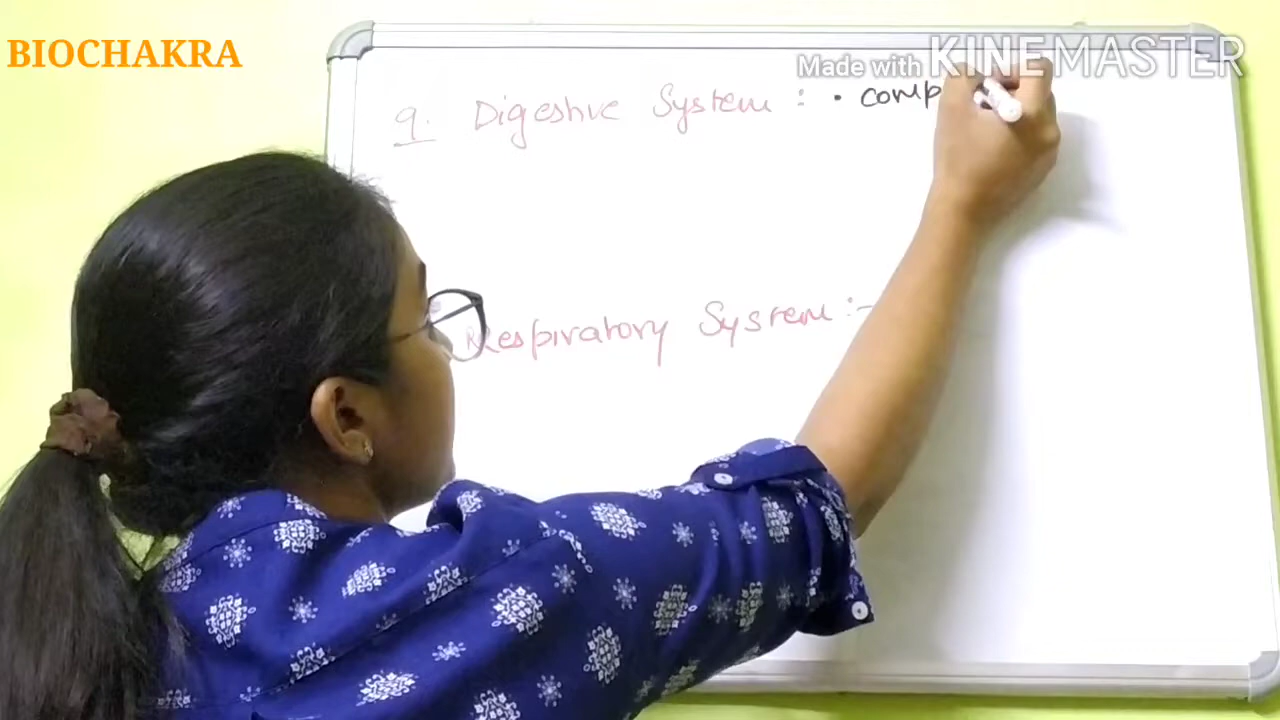 BIOCHAKRA
Made with KINEMASTER
9. Digestive System : • comp
Respiratory System :-